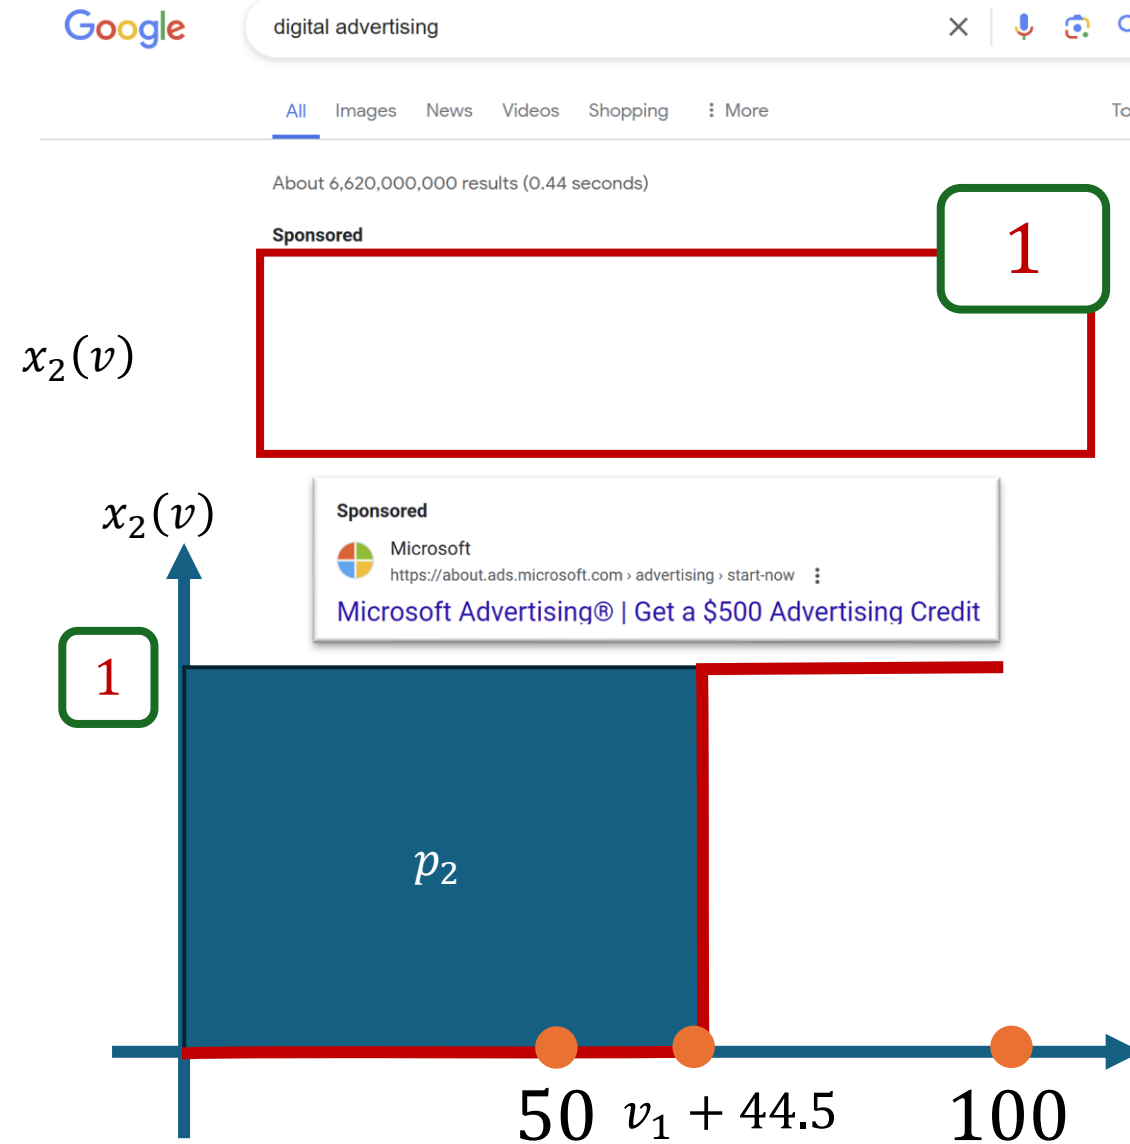 Google digital advertising
All Images News Videos Shopping More
About 6,620,000,000 results (0.44 seconds)
Sponsored
1
x₂(v)
x₂(v)
Sponsored
Microsoft
https://about.ads.microsoft.com › advertising › start-now
Microsoft Advertising® | Get a $500 Advertising Credit
1
p₂
50 v₁ + 44.5 100